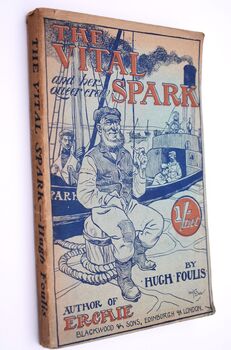 THE VITAL SPARK — Hugh Foulis
THE
VITAL
and her
queer crew
SPARK
PARK
1/-
Nett
BY
HUGH FOULIS
AUTHOR OF
ERCHIE
BLACKWOOD & SONS, EDINBURGH & LONDON.